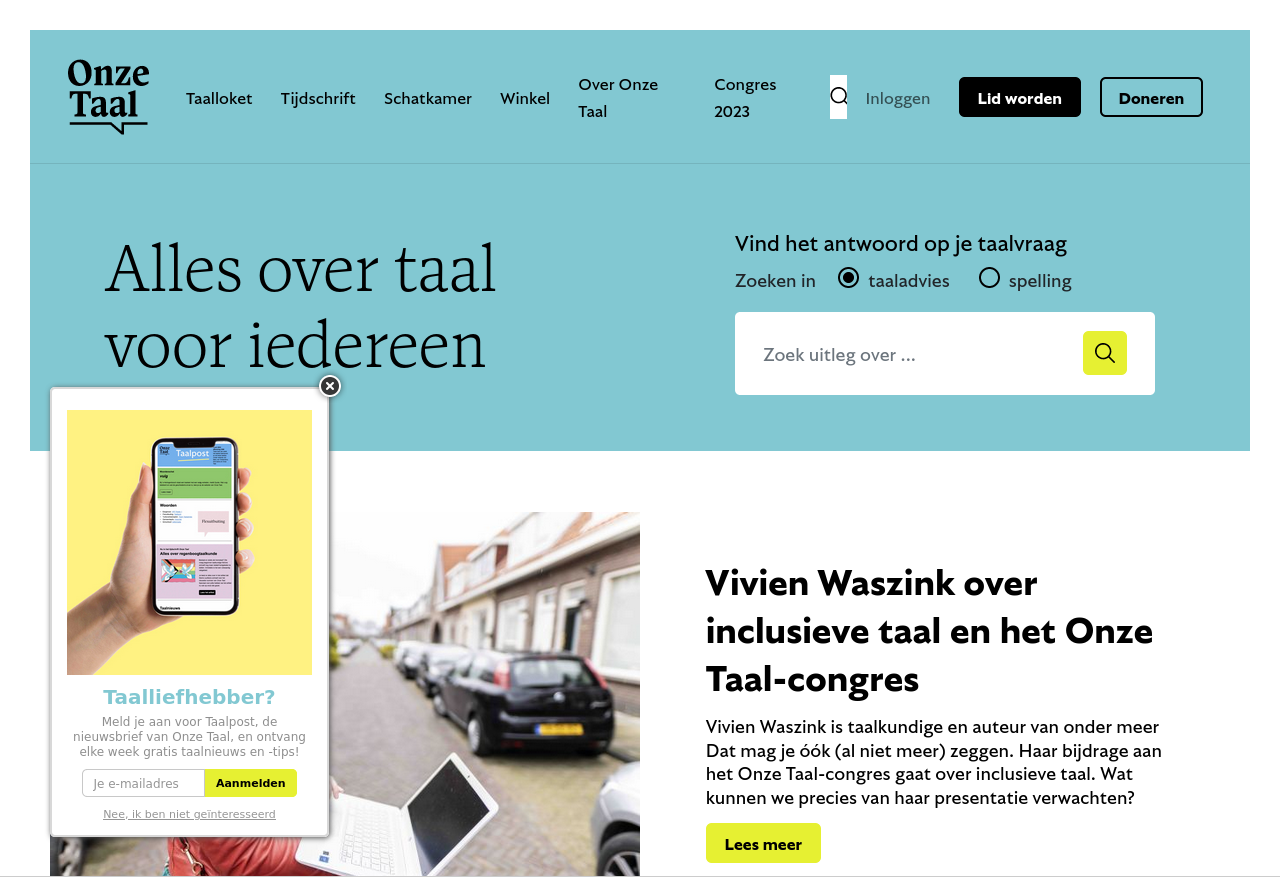 Onze
Taal
Taalloket
Tijdschrift
Schatkamer
Winkel
Over Onze
Taal
Congres
2023
Inloggen
Lid worden
Doneren
Alles over taal
voor iedereen
Vind het antwoord op je taalvraag
Zoeken in
taaladvies
spelling
Zoek uitleg over ...
Taalpost
Taalliefhebber?
Meld je aan voor Taalpost, de
nieuwsbrief van Onze Taal, en ontvang
elke week gratis taalnieuws en -tips!
Je e-mailadres
Aanmelden
Nee, ik ben niet geïnteresseerd
Vivien Waszink over
inclusieve taal en het Onze
Taal-congres
Vivien Waszink is taalkundige en auteur van onder meer
Dat mag je óók (al niet meer) zeggen. Haar bijdrage aan
het Onze Taal-congres gaat over inclusieve taal. Wat
kunnen we precies van haar presentatie verwachten?
Lees meer